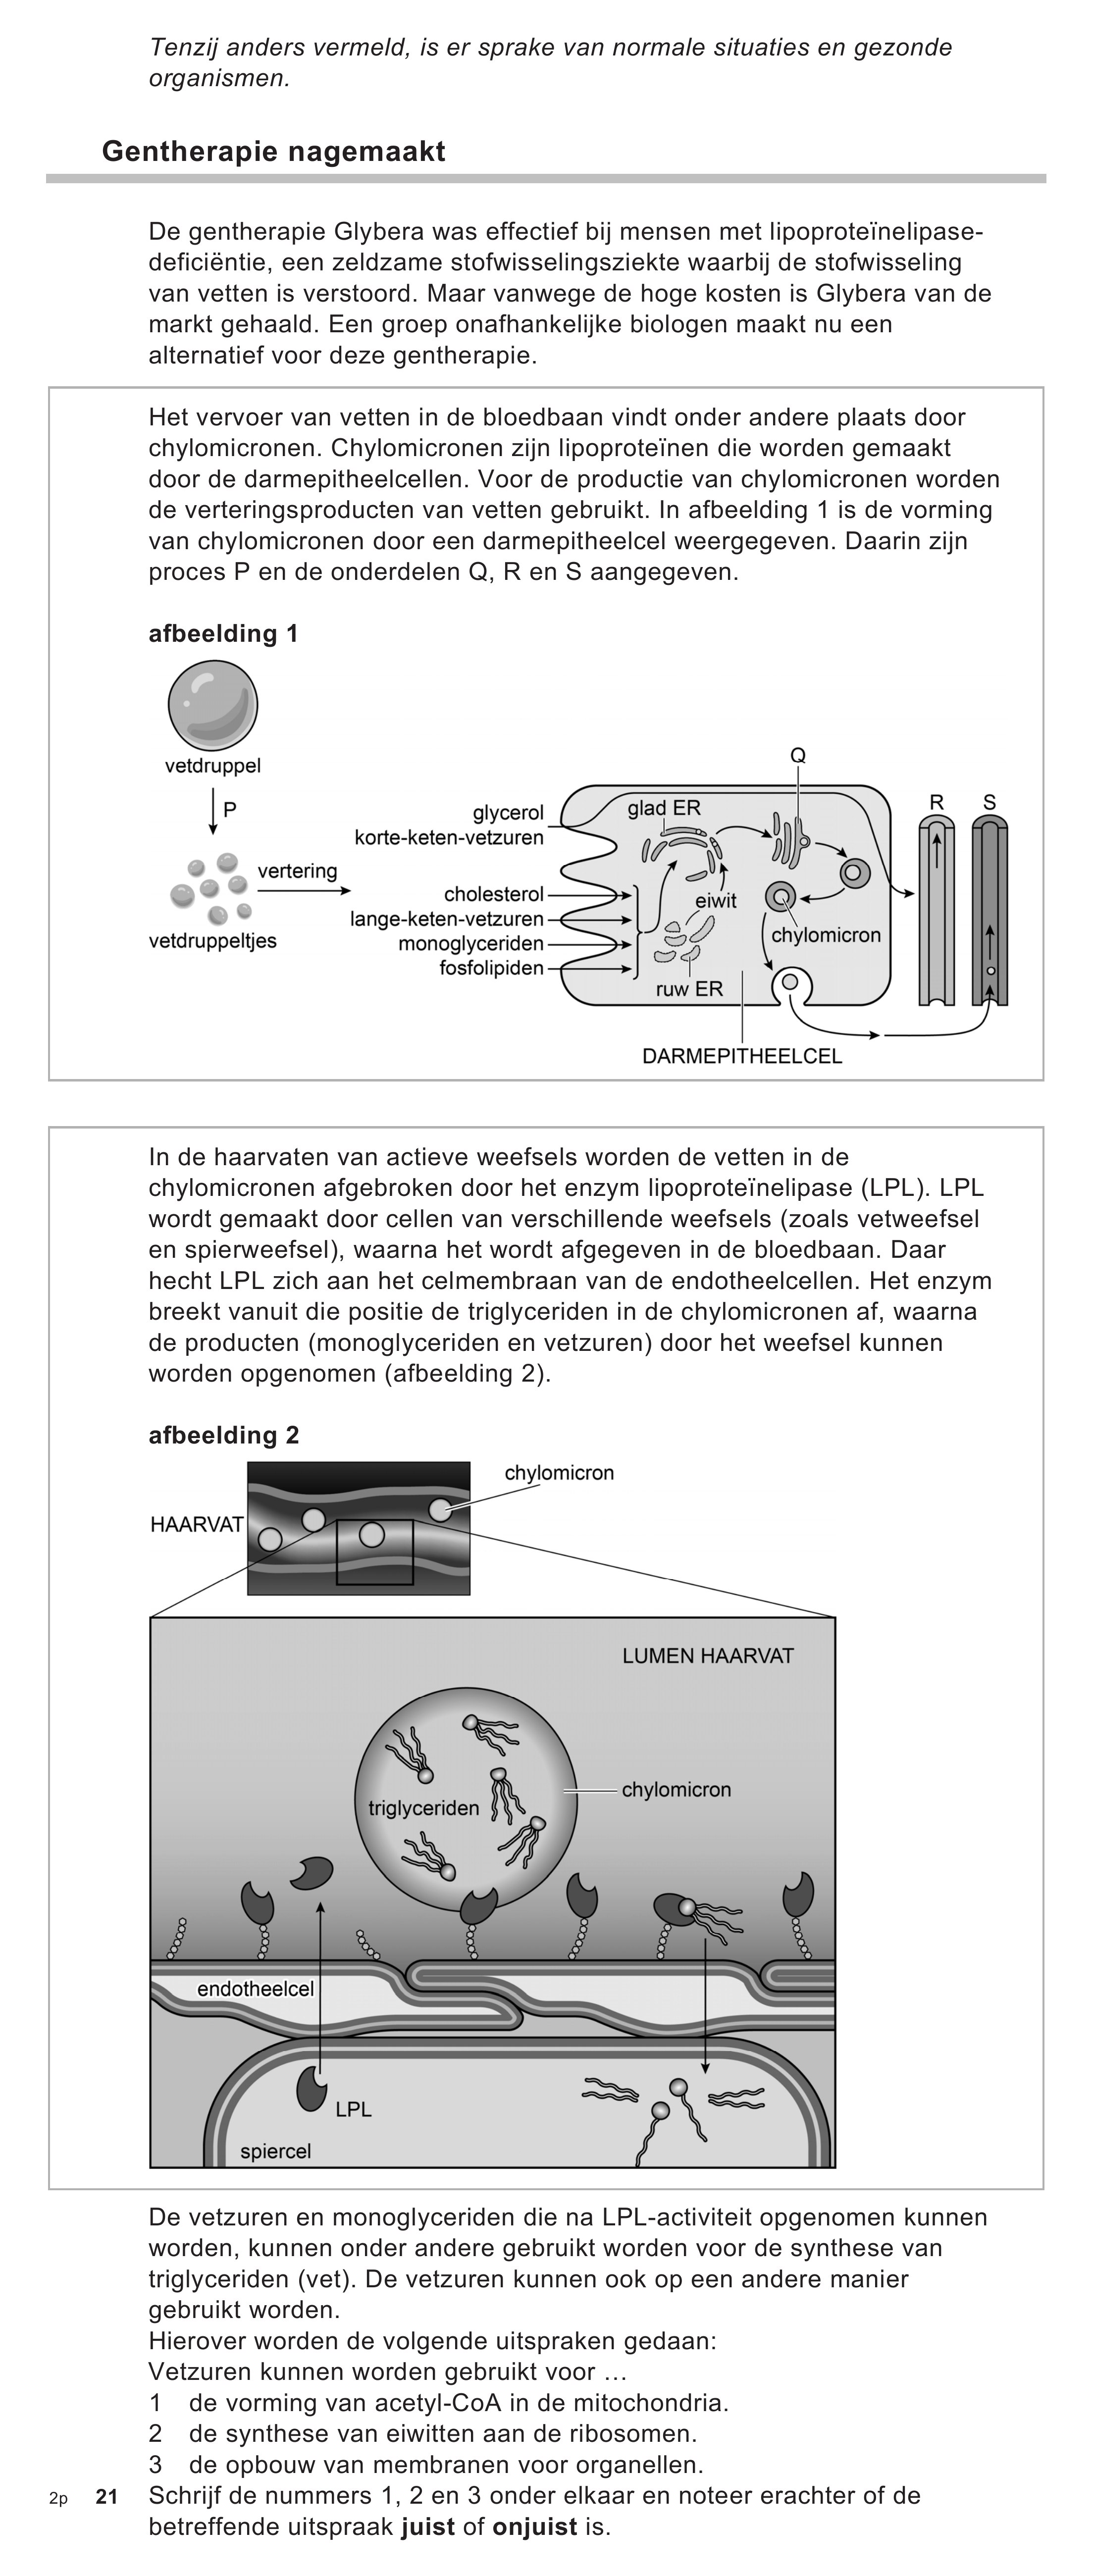 Tenzij anders vermeld, is er sprake van normale situaties en gezonde
organismen.
Gentherapie nagemaakt
De gentherapie Glybera was effectief bij mensen met lipoproteïnelipase-
deficiëntie, een zeldzame stofwisselingsziekte waarbij de stofwisseling
van vetten is verstoord. Maar vanwege de hoge kosten is Glybera van de
markt gehaald. Een groep onafhankelijke biologen maakt nu een
alternatief voor deze gentherapie.
Het vervoer van vetten in de bloedbaan vindt onder andere plaats door
chylomicronen. Chylomicronen zijn lipoproteïnen die worden gemaakt
door de darmepitheelcellen. Voor de productie van chylomicronen worden
de verteringsproducten van vetten gebruikt. In afbeelding 1 is de vorming
van chylomicronen door een darmepitheelcel weergegeven. Daarin zijn
proces P en de onderdelen Q, R en S aangegeven.
afbeelding 1
vetdruppel
P
vetdruppeltjes
vertering
glycerol
korte-keten-vetzuren
cholesterol
lange-keten-vetzuren
monoglyceriden
fosfolipiden
glad ER
eiwit
ruw ER
Q
chylomicron
R
S
DARMEPITHEELCEL
In de haarvaten van actieve weefsels worden de vetten in de
chylomicronen afgebroken door het enzym lipoproteïnelipase (LPL). LPL
wordt gemaakt door cellen van verschillende weefsels (zoals vetweefsel
en spierweefsel), waarna het wordt afgegeven in de bloedbaan. Daar
hecht LPL zich aan het celmembraan van de endotheelcellen. Het enzym
breekt vanuit die positie de triglyceriden in de chylomicronen af, waarna
de producten (monoglyceriden en vetzuren) door het weefsel kunnen
worden opgenomen (afbeelding 2).
afbeelding 2
chylomicron
HAARVAT
LUMEN HAARVAT
chylomicron
triglyceriden
endotheelcel
LPL
spiercel
De vetzuren en monoglyceriden die na LPL-activiteit opgenomen kunnen
worden, kunnen onder andere gebruikt worden voor de synthese van
triglyceriden (vet). De vetzuren kunnen ook op een andere manier
gebruikt worden.
Hierover worden de volgende uitspraken gedaan:
Vetzuren kunnen worden gebruikt voor …
1 de vorming van acetyl-CoA in de mitochondria.
2 de synthese van eiwitten aan de ribosomen.
3 de opbouw van membranen voor organellen.
2p 21 Schrijf de nummers 1, 2 en 3 onder elkaar en noteer erachter of de
betreffende uitspraak juist of onjuist is.